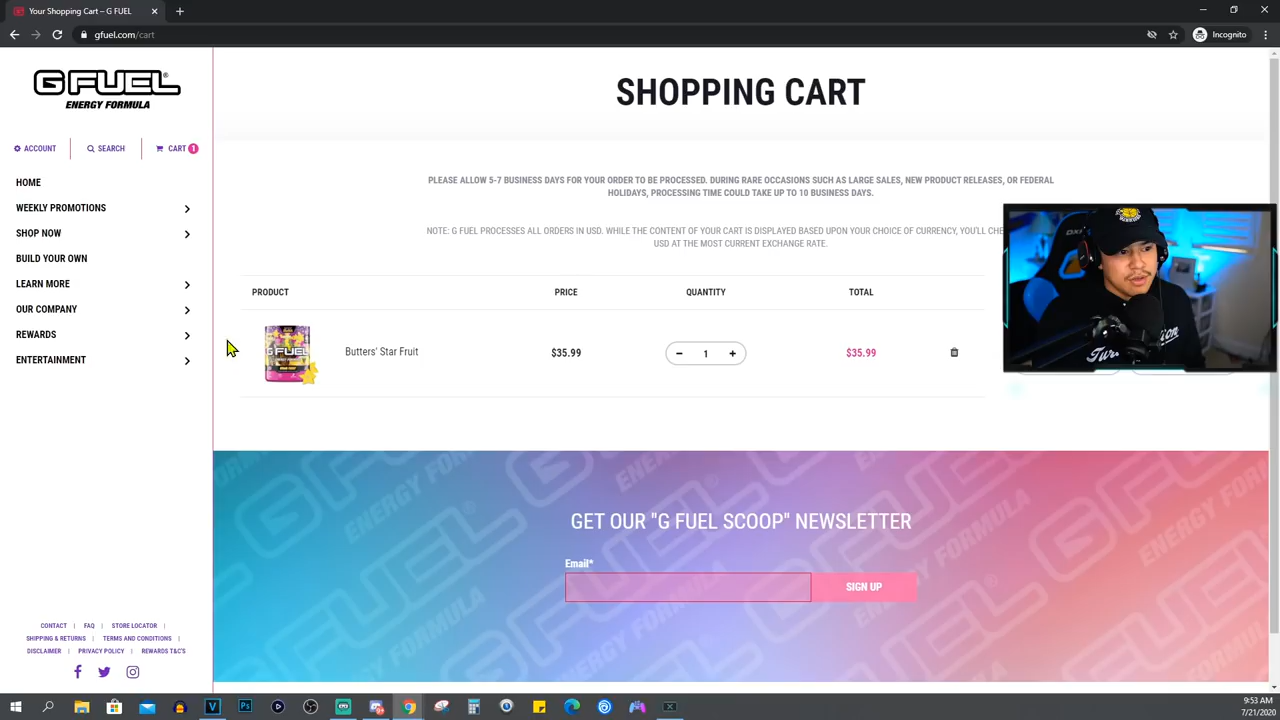 Your Shopping Cart – G FUEL
gfuel.com/cart
Incognito
G FUEL®
ENERGY FORMULA
ACCOUNT
SEARCH
CART 1
HOME
WEEKLY PROMOTIONS
SHOP NOW
BUILD YOUR OWN
LEARN MORE
OUR COMPANY
REWARDS
ENTERTAINMENT
CONTACT | FAQ | STORE LOCATOR |
SHIPPING & RETURNS | TERMS AND CONDITIONS |
DISCLAIMER | PRIVACY POLICY | REWARDS T&C'S
SHOPPING CART
PLEASE ALLOW 5-7 BUSINESS DAYS FOR YOUR ORDER TO BE PROCESSED. DURING RARE OCCASIONS SUCH AS LARGE SALES, NEW PRODUCT RELEASES, OR FEDERAL
HOLIDAYS, PROCESSING TIME COULD TAKE UP TO 10 BUSINESS DAYS.
NOTE: G FUEL PROCESSES ALL ORDERS IN USD. WHILE THE CONTENT OF YOUR CART IS DISPLAYED BASED UPON YOUR CHOICE OF CURRENCY, YOU'LL CHE
USD AT THE MOST CURRENT EXCHANGE RATE.
PRODUCT PRICE QUANTITY TOTAL
G FUEL
Butters' Star Fruit $35.99 - 1 + $35.99
GET OUR "G FUEL SCOOP" NEWSLETTER
Email*
SIGN UP
9:53 AM
7/21/2020